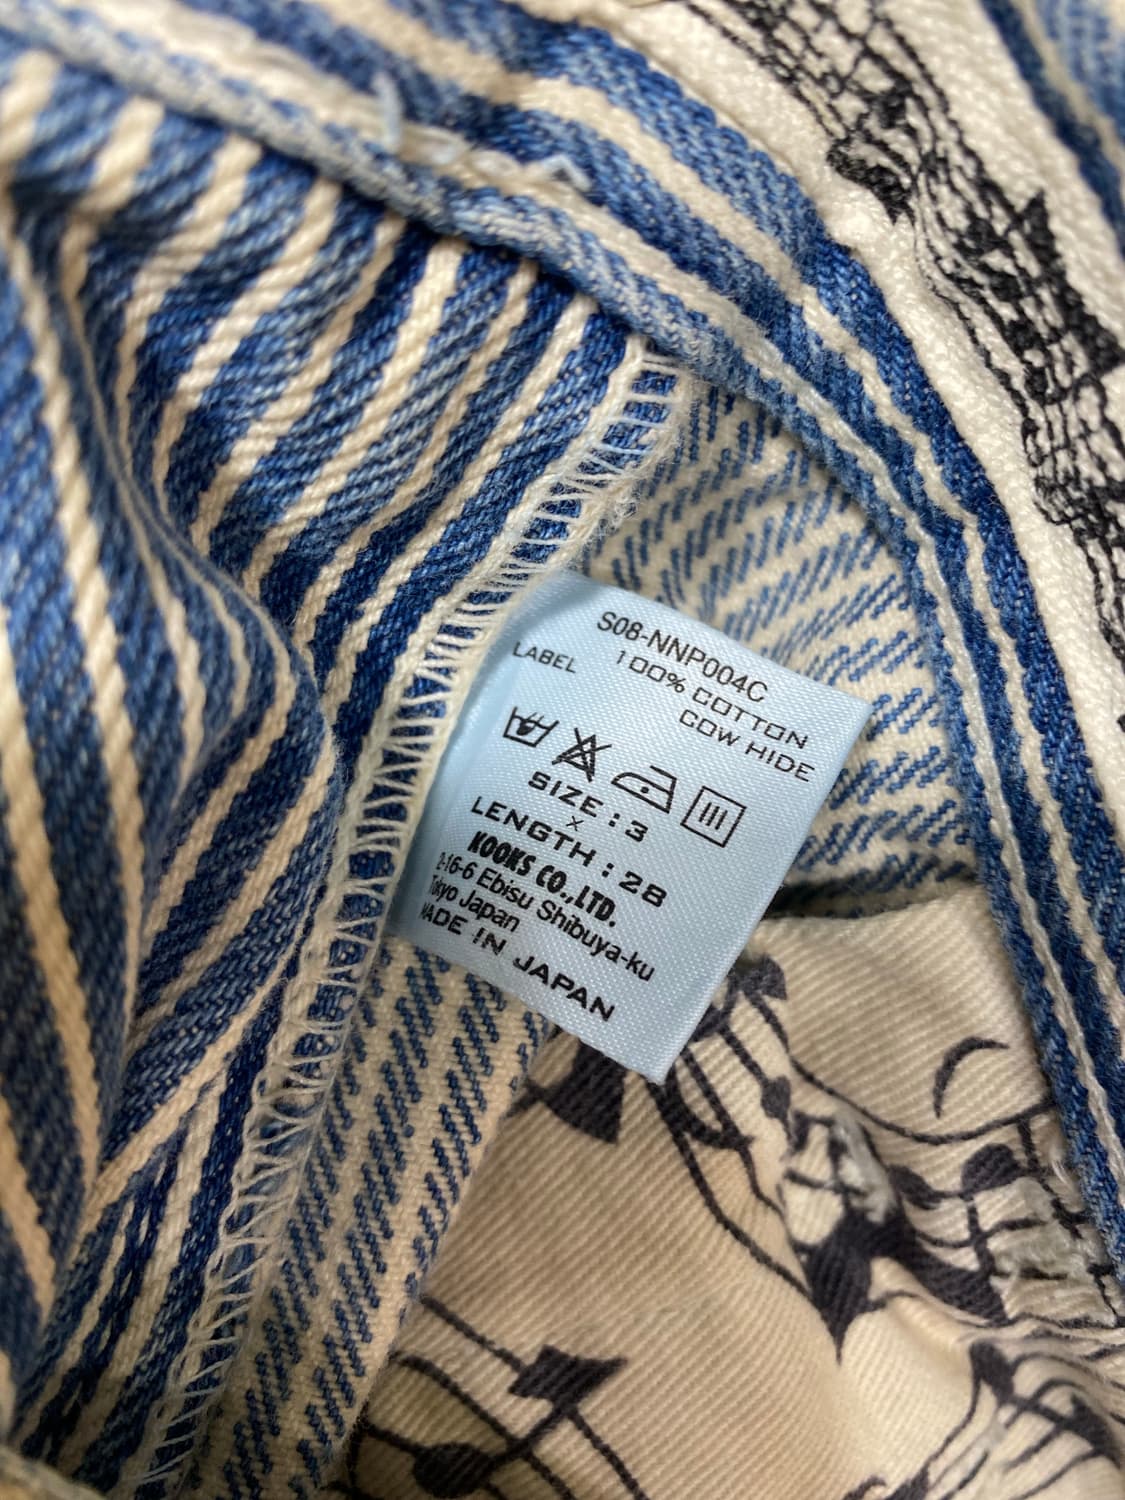 S08-NNP004C
100% COTTON
LABEL COW HIDE
SIZE : 3
×
LENGTH : 28
KOOKS CO.,LTD.
2-16-6 Ebisu Shibuya-ku
Tokyo Japan
MADE IN JAPAN